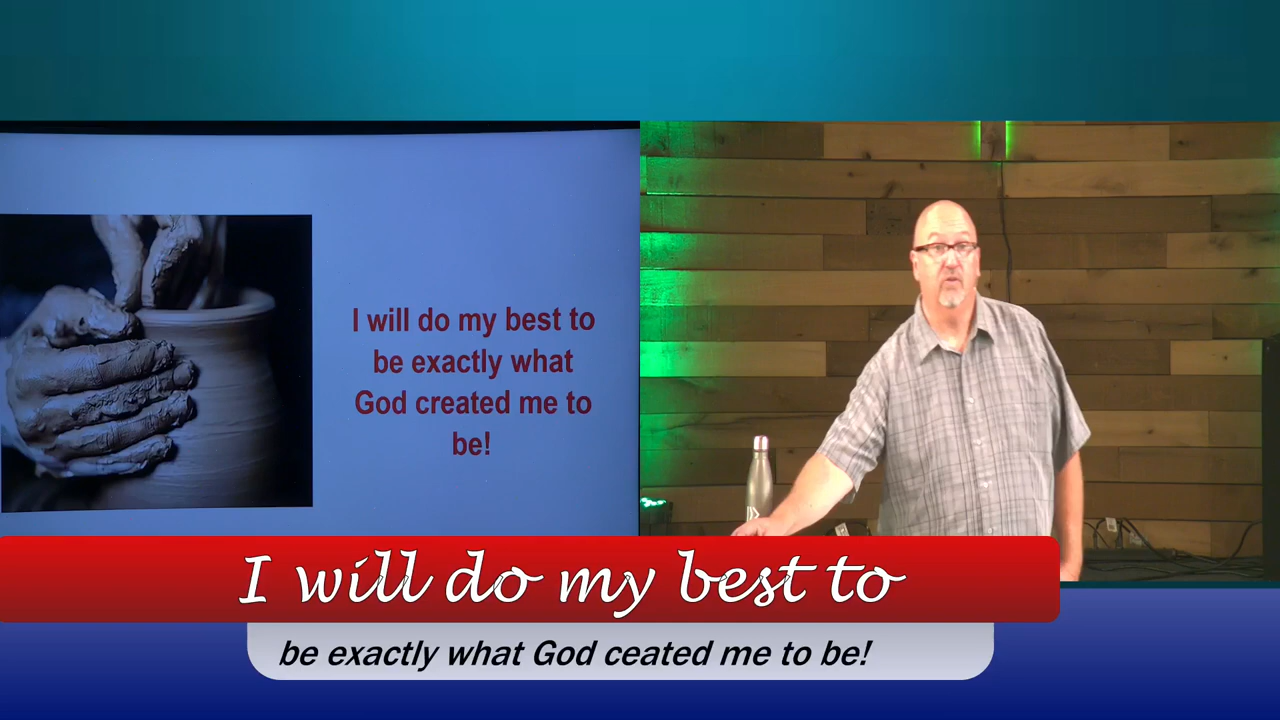 I will do my best to
be exactly what
God created me to
be!
I will do my best to
be exactly what God ceated me to be!